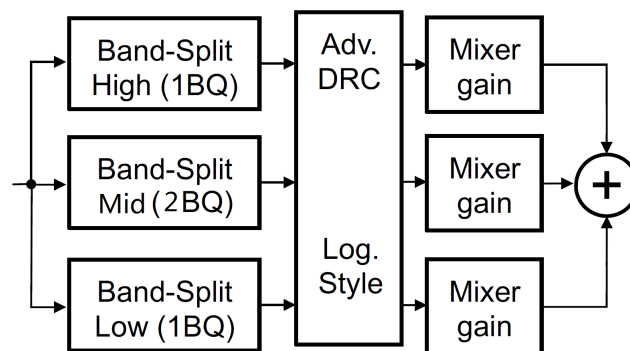 Band-Split
High (1BQ)
Adv.
DRC
Mixer
gain
Band-Split
Mid (2BQ)
Mixer
gain
+
Band-Split
Low (1BQ)
Log.
Style
Mixer
gain